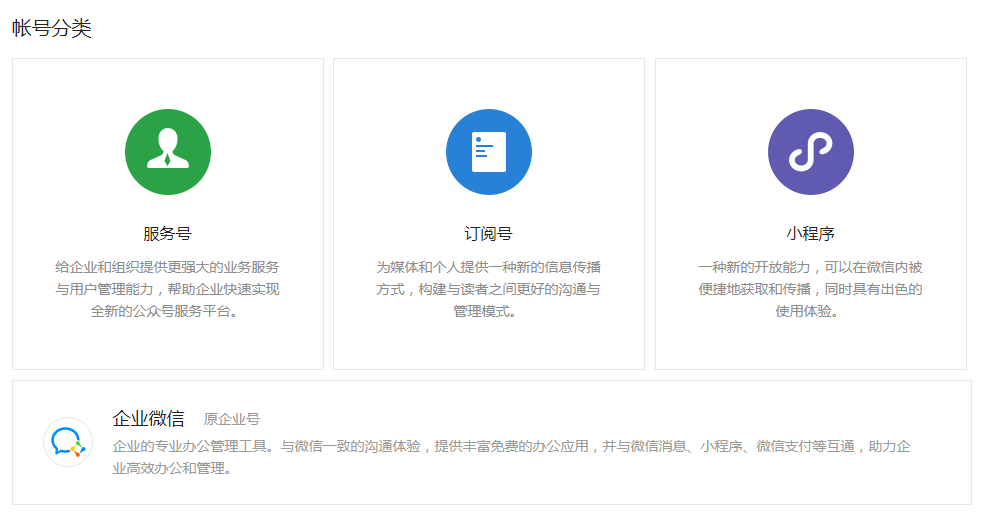 帐号分类
服务号
给企业和组织提供更强大的业务服务
与用户管理能力，帮助企业快速实现
全新的公众号服务平台。
订阅号
为媒体和个人提供一种新的信息传播
方式，构建与读者之间更好的沟通与
管理模式。
小程序
一种新的开放能力，可以在微信内被
便捷地获取和传播，同时具有出色的
使用体验。
企业微信 原企业号
企业的专业办公管理工具。与微信一致的沟通体验，提供丰富免费的办公应用，并与微信消息、小程序、微信支付等互通，助力企
业高效办公和管理。